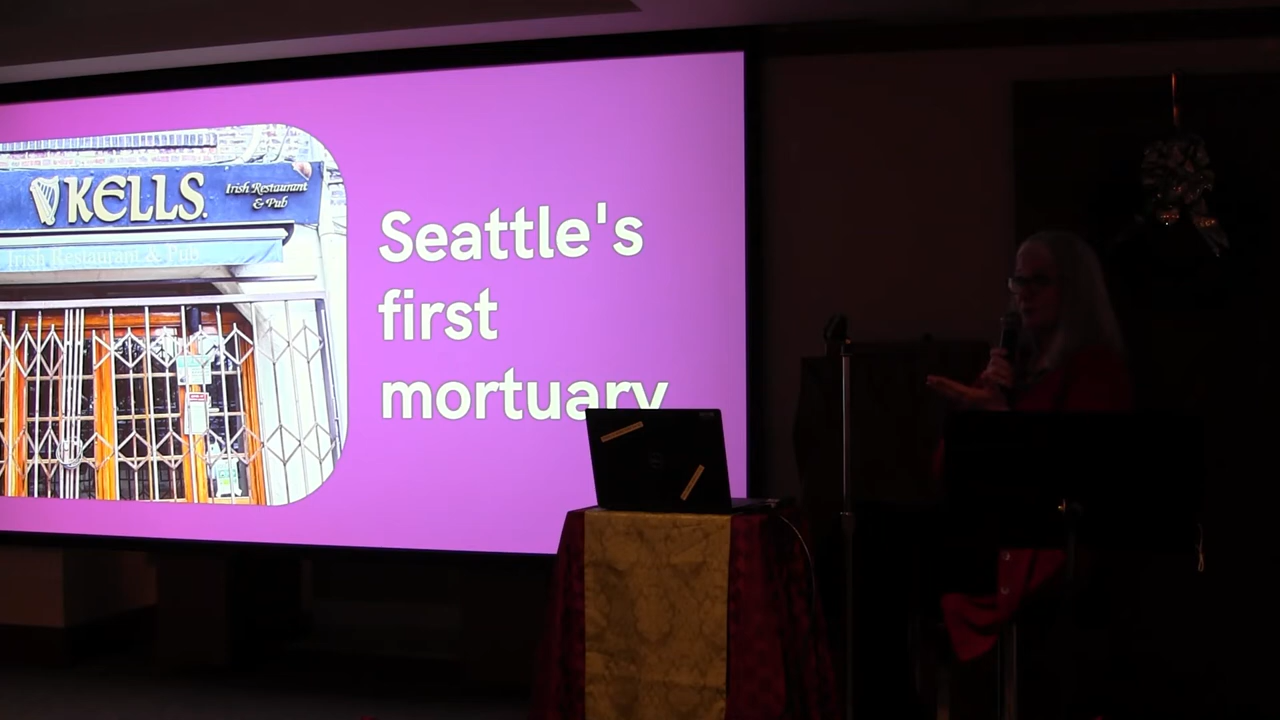 KELLS.
Irish Restaurant
& Pub
Irish Restaurant & Pub
Seattle's
first
mortuary